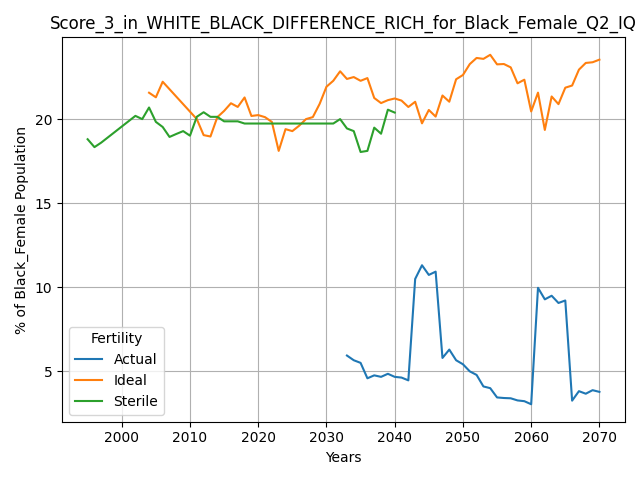 Score_3_in_WHITE_BLACK_DIFFERENCE_RICH_for_Black_Female_Q2_IQ
% of Black_Female Population
20
15
10
5
Fertility
Actual
Ideal
Sterile
2000 2010 2020 2030 2040 2050 2060 2070
Years